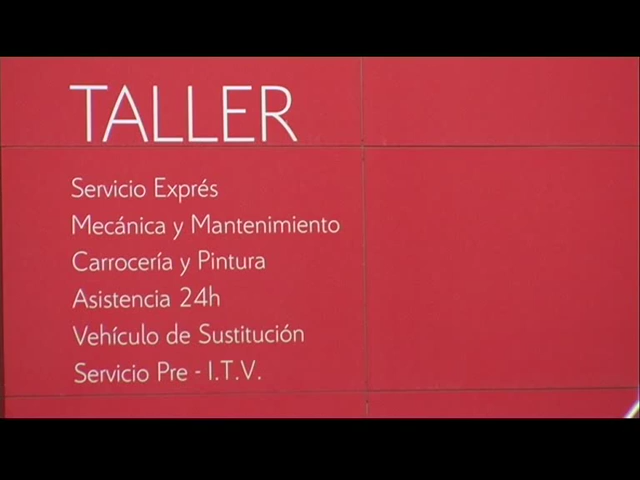 TALLER
Servicio Exprés
Mecánica y Mantenimiento
Carrocería y Pintura
Asistencia 24h
Vehículo de Sustitución
Servicio Pre - I.T.V.